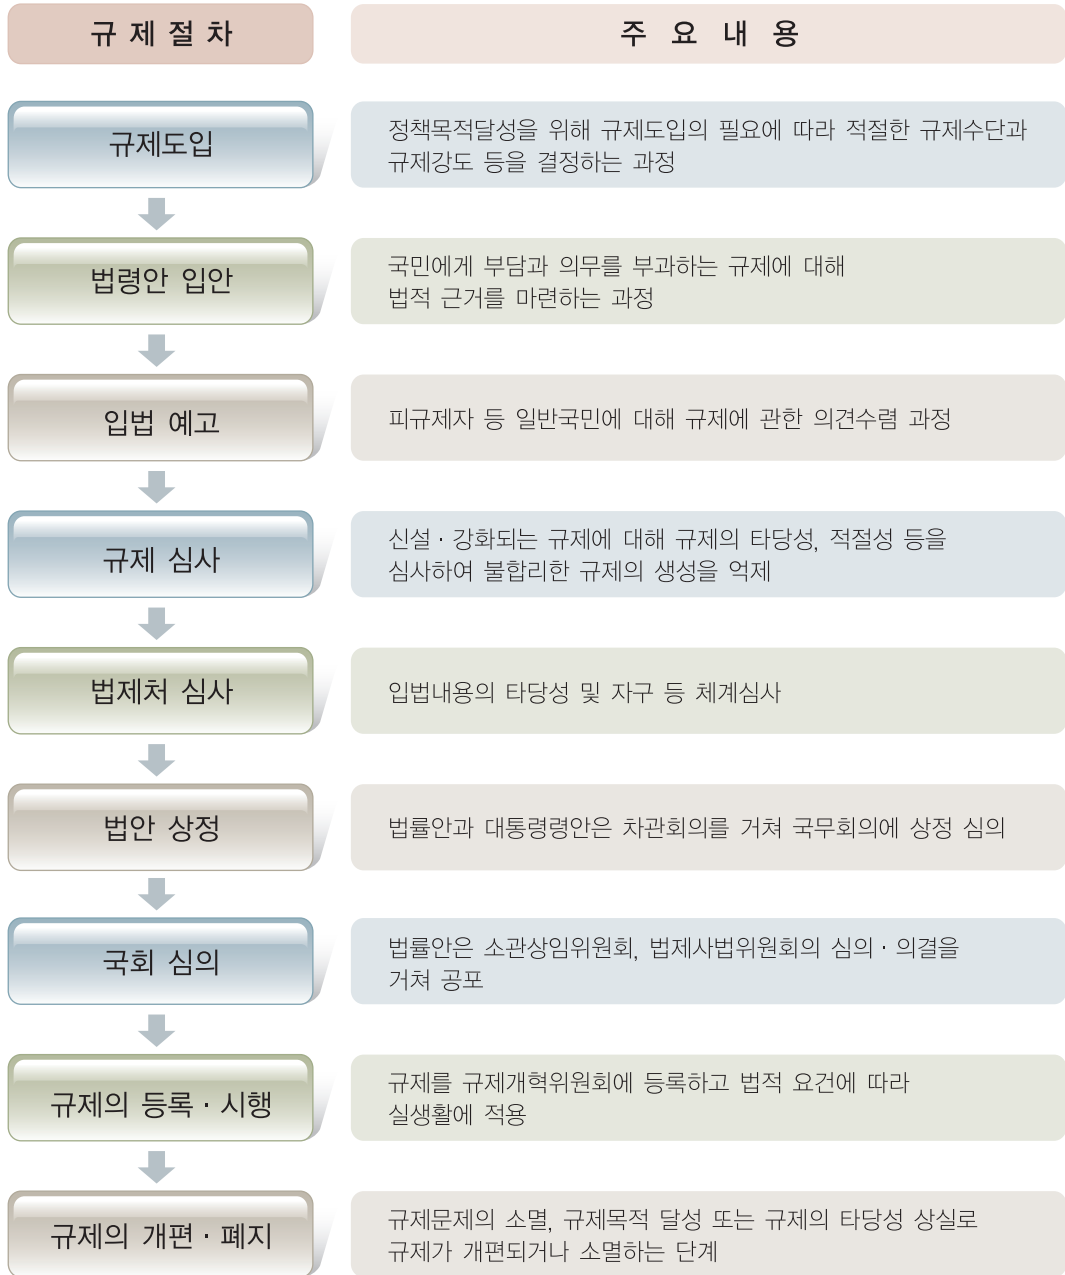 규 제 절 차
주 요 내 용
규제도입
정책목적달성을 위해 규제도입의 필요에 따라 적절한 규제수단과
규제강도 등을 결정하는 과정
법령안 입안
국민에게 부담과 의무를 부과하는 규제에 대해
법적 근거를 마련하는 과정
입법 예고
피규제자 등 일반국민에 대해 규제에 관한 의견수렴 과정
규제 심사
신설 · 강화되는 규제에 대해 규제의 타당성, 적절성 등을
심사하여 불합리한 규제의 생성을 억제
법제처 심사
입법내용의 타당성 및 자구 등 체계심사
법안 상정
법률안과 대통령령안은 차관회의를 거쳐 국무회의에 상정 심의
국회 심의
법률안은 소관상임위원회, 법제사법위원회의 심의 · 의결을
거쳐 공포
규제의 등록 · 시행
규제를 규제개혁위원회에 등록하고 법적 요건에 따라
실생활에 적용
규제의 개편 · 폐지
규제문제의 소멸, 규제목적 달성 또는 규제의 타당성 상실로
규제가 개편되거나 소멸하는 단계